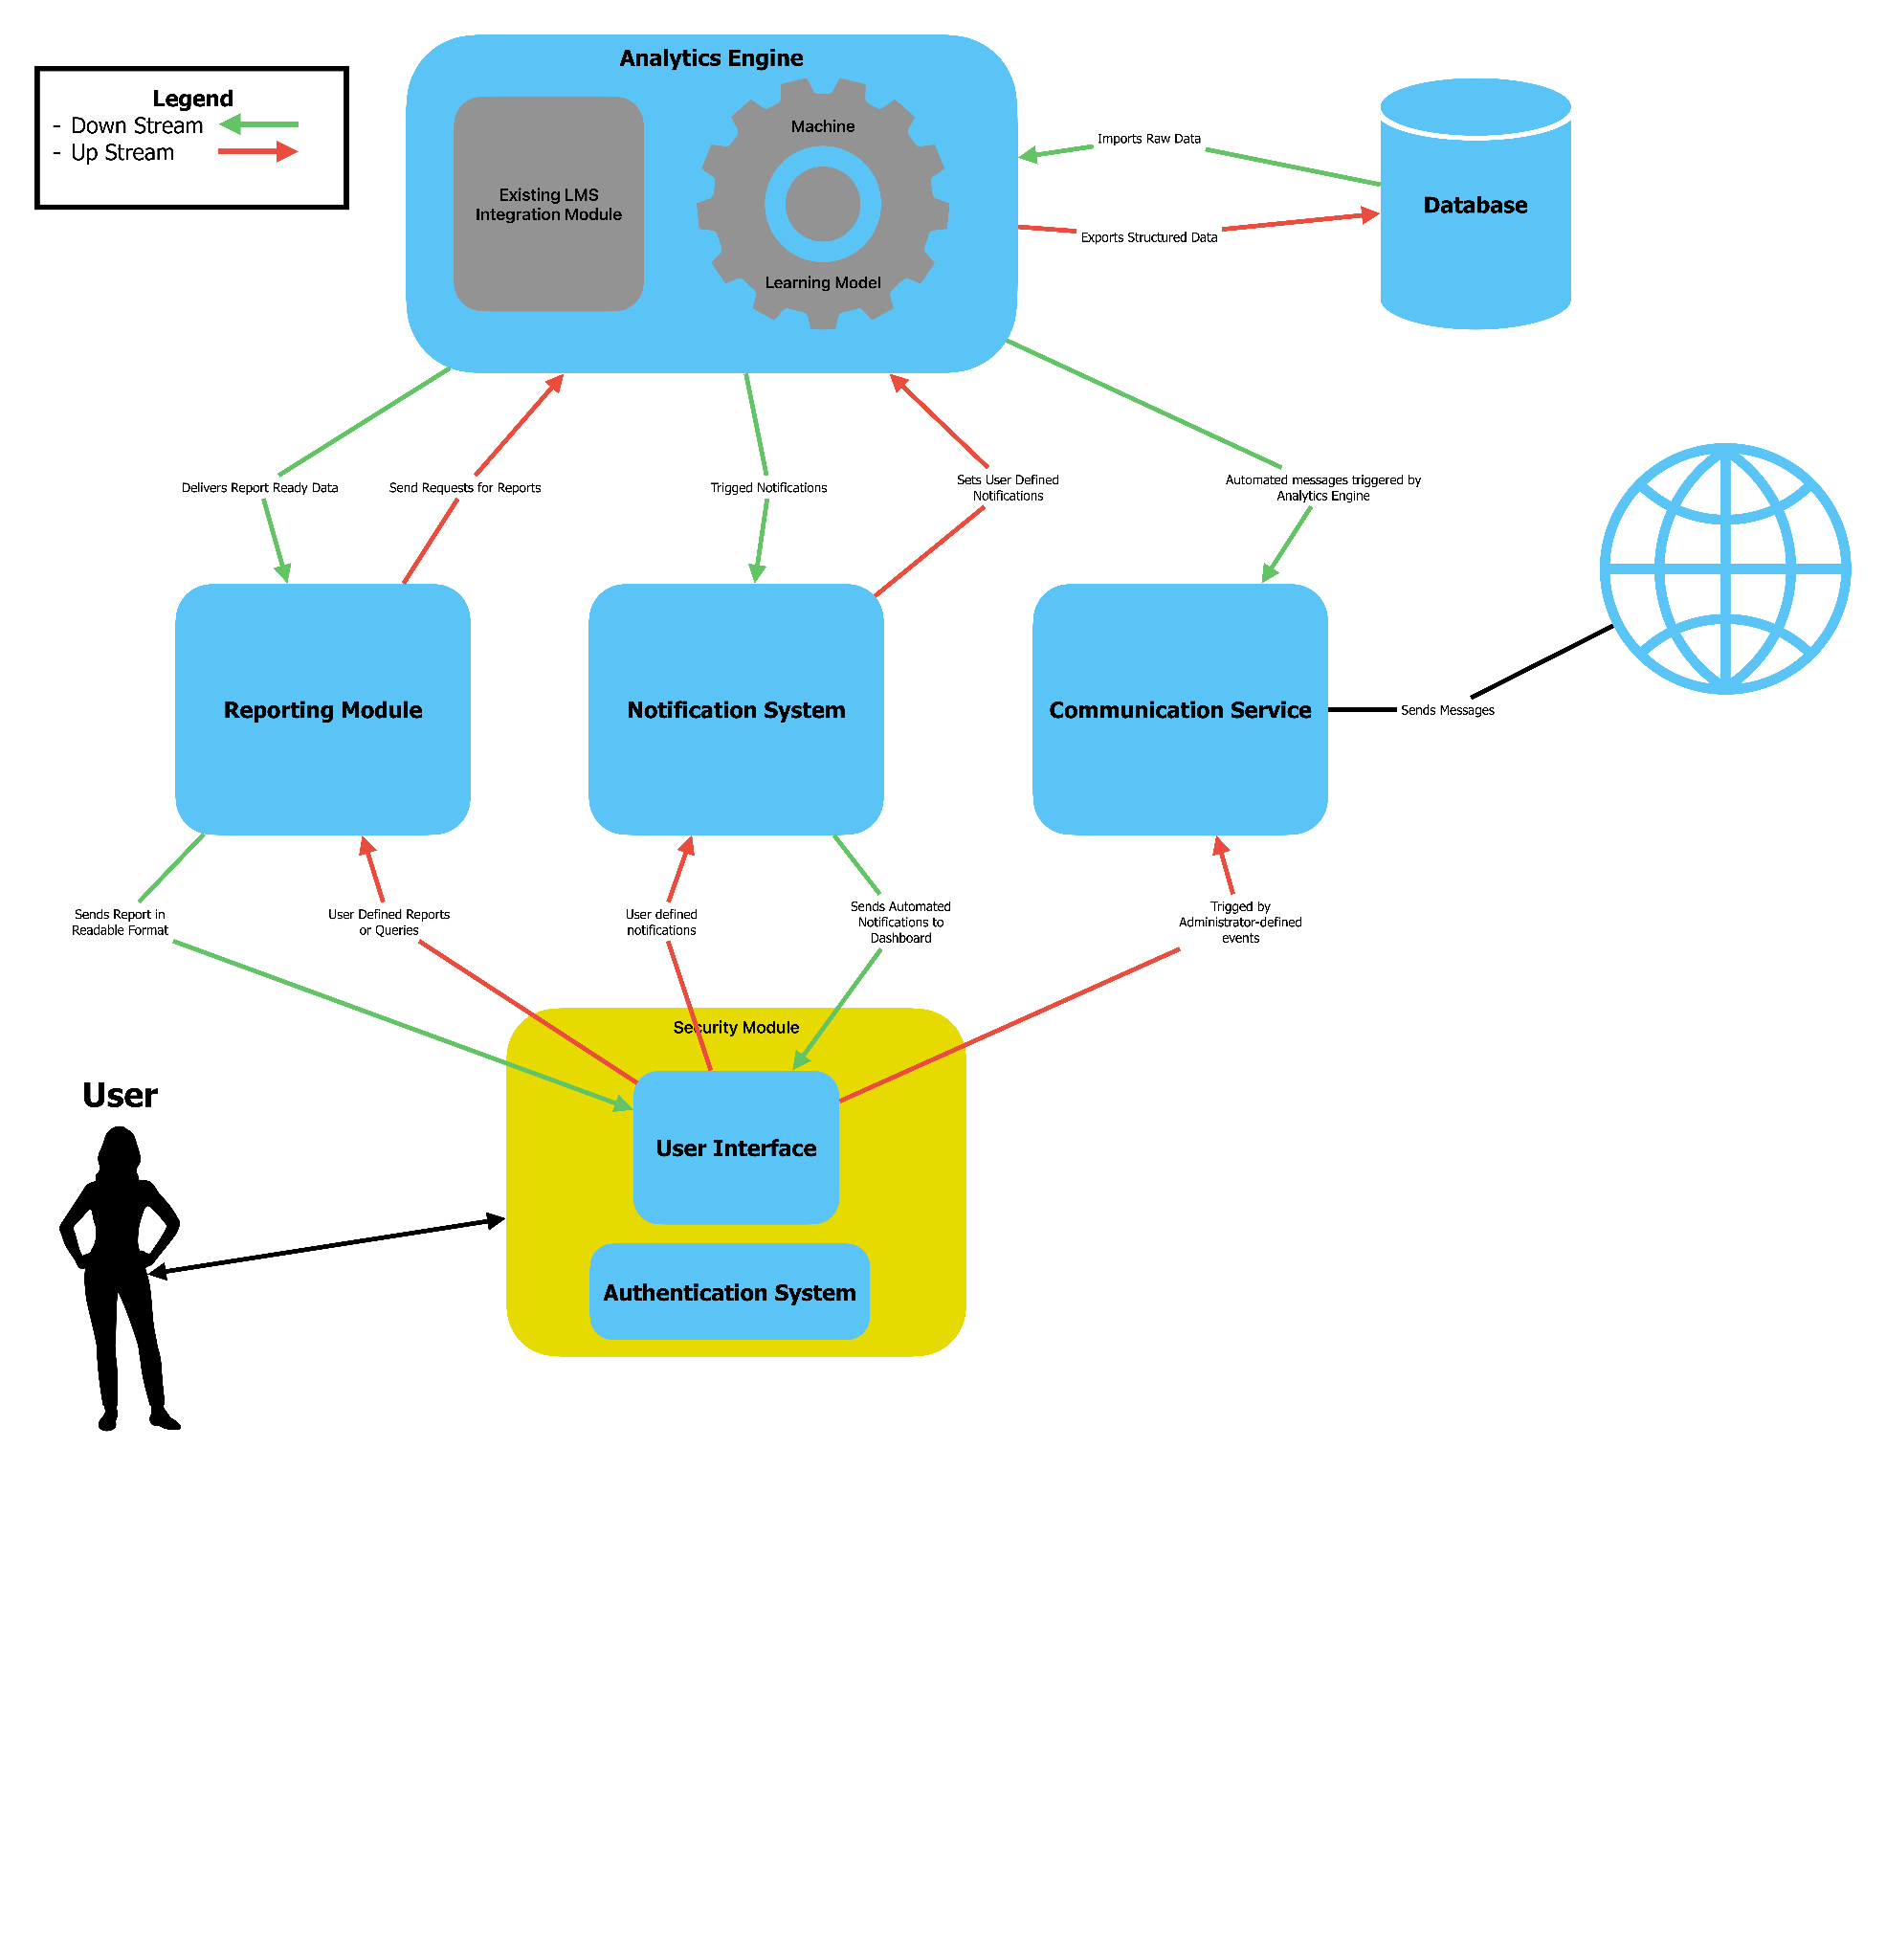 Analytics Engine
Legend
- Down Stream
- Up Stream
Machine
Learning Model
Existing LMS
Integration Module
Imports Raw Data
Exports Structured Data
Database
Delivers Report Ready Data
Send Requests for Reports
Trigged Notifications
Sets User Defined
Notifications
Automated messages triggered by
Analytics Engine
Reporting Module
Notification System
Communication Service
Sends Messages
Sends Report in
Readable Format
User Defined Reports
or Queries
User defined
notifications
Sends Automated
Notifications to
Dashboard
Trigged by
Administrator-defined
events
Security Module
User
User Interface
Authentication System